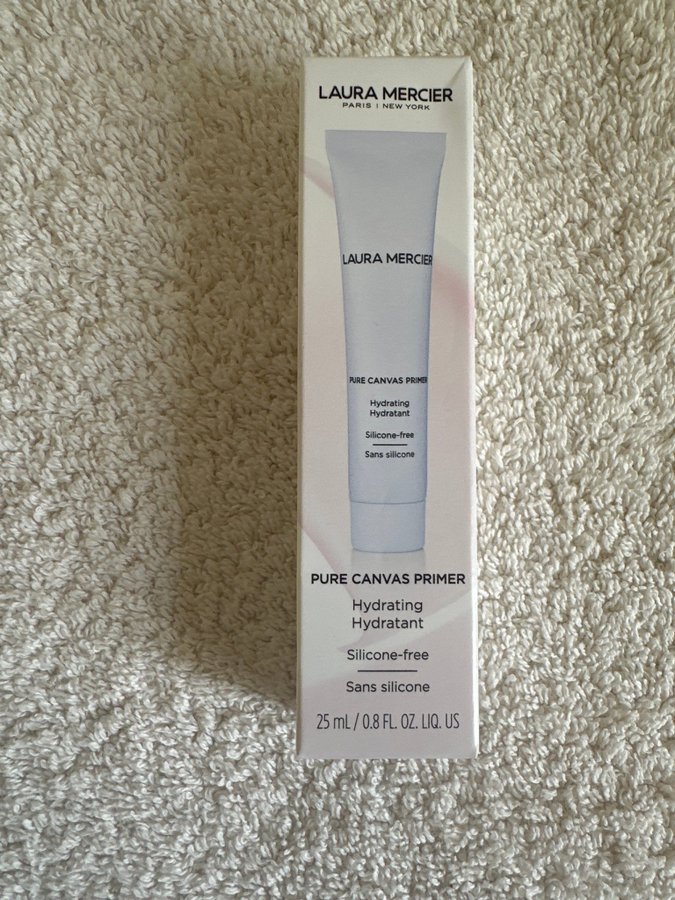 LAURA MERCIER
PARIS | NEW YORK
LAURA MERCIER
PURE CANVAS PRIMER
Hydrating
Hydratant
Silicone-free
Sans silicone
PURE CANVAS PRIMER
Hydrating
Hydratant
Silicone-free
Sans silicone
25 mL / 0.8 FL. OZ. LIQ. US